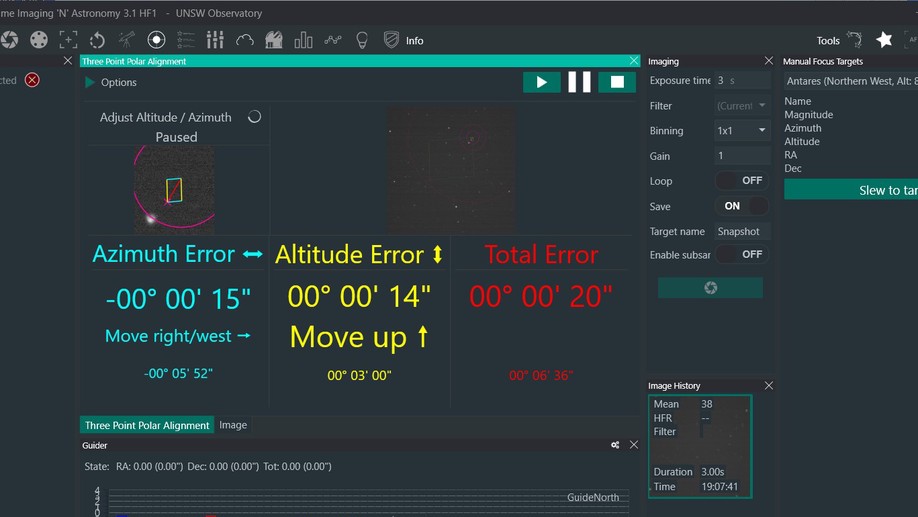 me Imaging 'N' Astronomy 3.1 HF1 - UNSW Observatory
Info
Tools
cted
Three Point Polar Alignment
Options
Adjust Altitude / Azimuth
Paused
Azimuth Error
-00° 00' 15"
Move right/west →
-00° 05' 52"
Altitude Error
00° 00' 14"
Move up ↑
00° 03' 00"
Total Error
00° 00' 20"
00° 06' 36"
Three Point Polar Alignment Image
Guider
State: RA: 0.00 (0.00") Dec: 0.00 (0.00") Tot: 0.00 (0.00")
4
GuideNorth
0
Imaging
Exposure time 3 s
Filter (Current
Binning 1x1
Gain 1
Loop OFF
Save ON
Target name Snapshot
Enable subsar OFF
Image History
Mean 38
HFR --
Filter
Duration 3.00s
Time 19:07:41
Manual Focus Targets
Antares (Northern West, Alt: 8
Name
Magnitude
Azimuth
Altitude
RA
Dec
Slew to tar